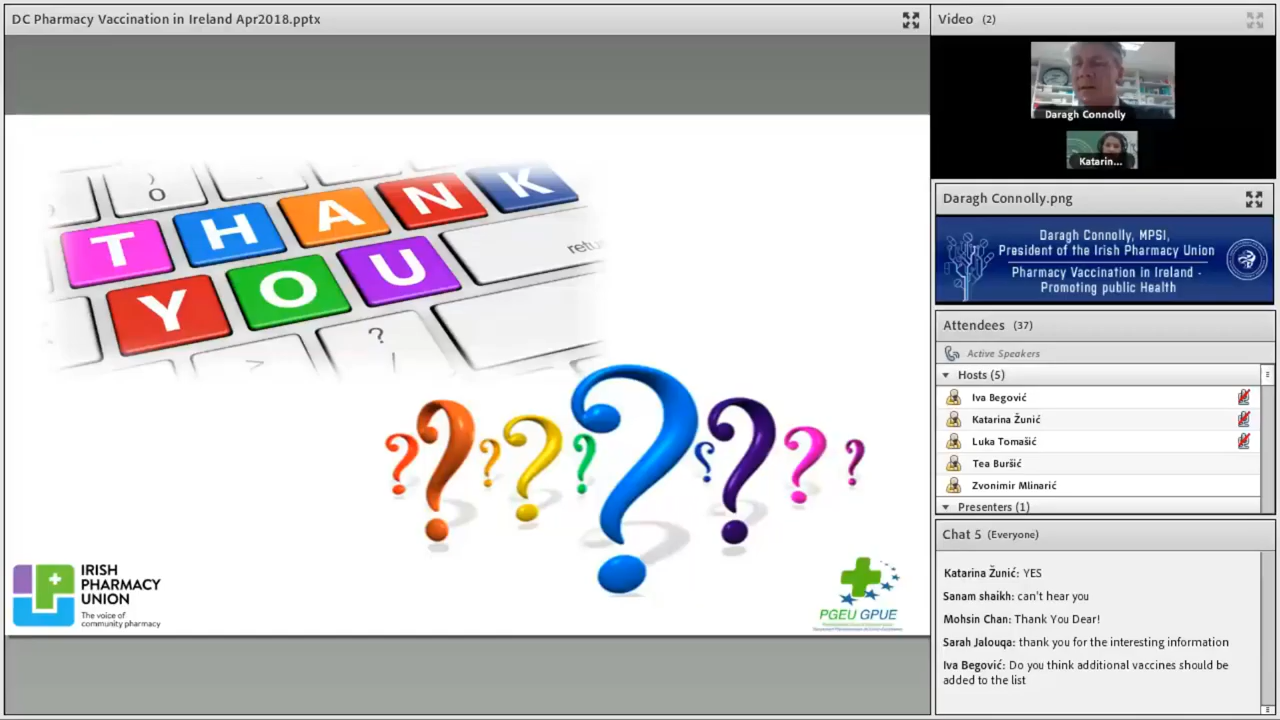 DC Pharmacy Vaccination in Ireland Apr2018.pptx
THANK
YOU
IRISH
PHARMACY
UNION
The voice of
community pharmacy
PGEU GPUE
Video (2)
Daragh Connolly
Katarin...
Daragh Connolly.png
Daragh Connolly, MPSI,
President of the Irish Pharmacy Union
Pharmacy Vaccination in Ireland -
Promoting public Health
Attendees (37)
Active Speakers
Hosts (5)
Iva Begović
Katarina Žunić
Luka Tomašić
Tea Buršić
Zvonimir Mlinarić
Presenters (1)
Chat 5 (Everyone)
Katarina Žunić: YES
Sanam shaikh: can't hear you
Mohsin Chan: Thank You Dear!
Sarah Jalouqa: thank you for the interesting information
Iva Begović: Do you think additional vaccines should be
added to the list